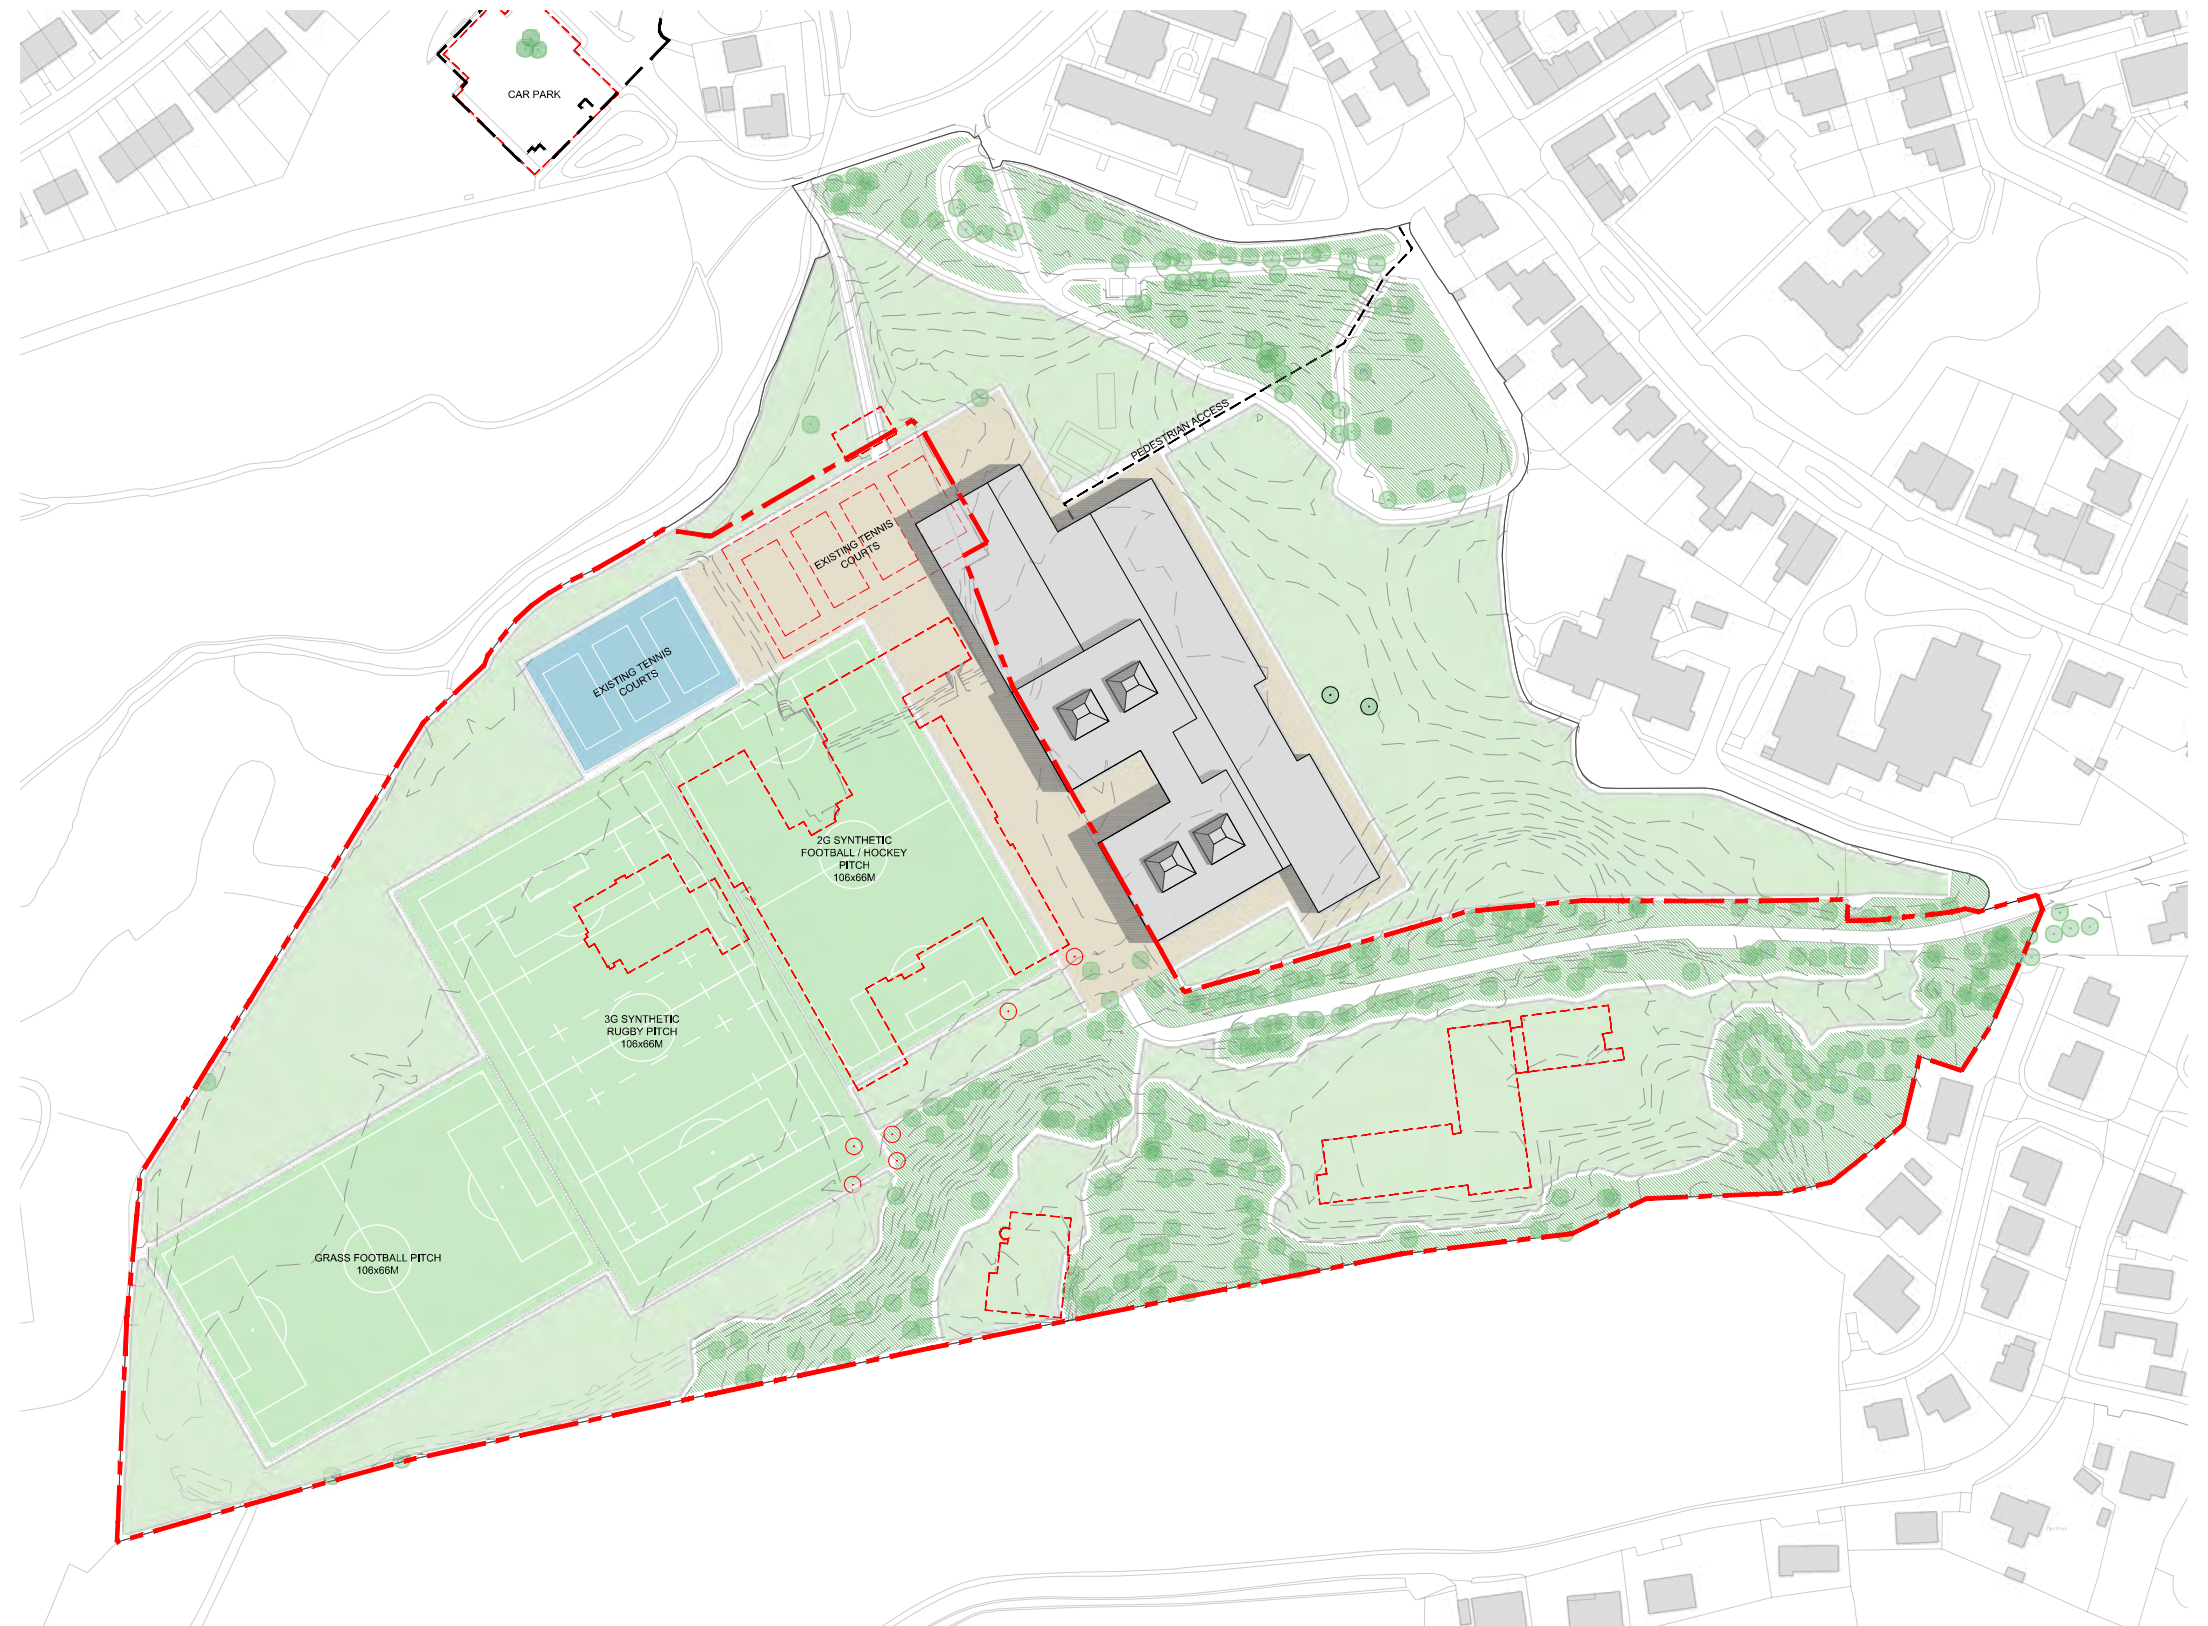 CAR PARK
PEDESTRIAN ACCESS
EXISTING TENNIS
COURTS
EXISTING TENNIS
COURTS
2G SYNTHETIC
FOOTBALL / HOCKEY
PITCH
106x66M
3G SYNTHETIC
RUGBY PITCH
106x66M
GRASS FOOTBALL PITCH
106x66M